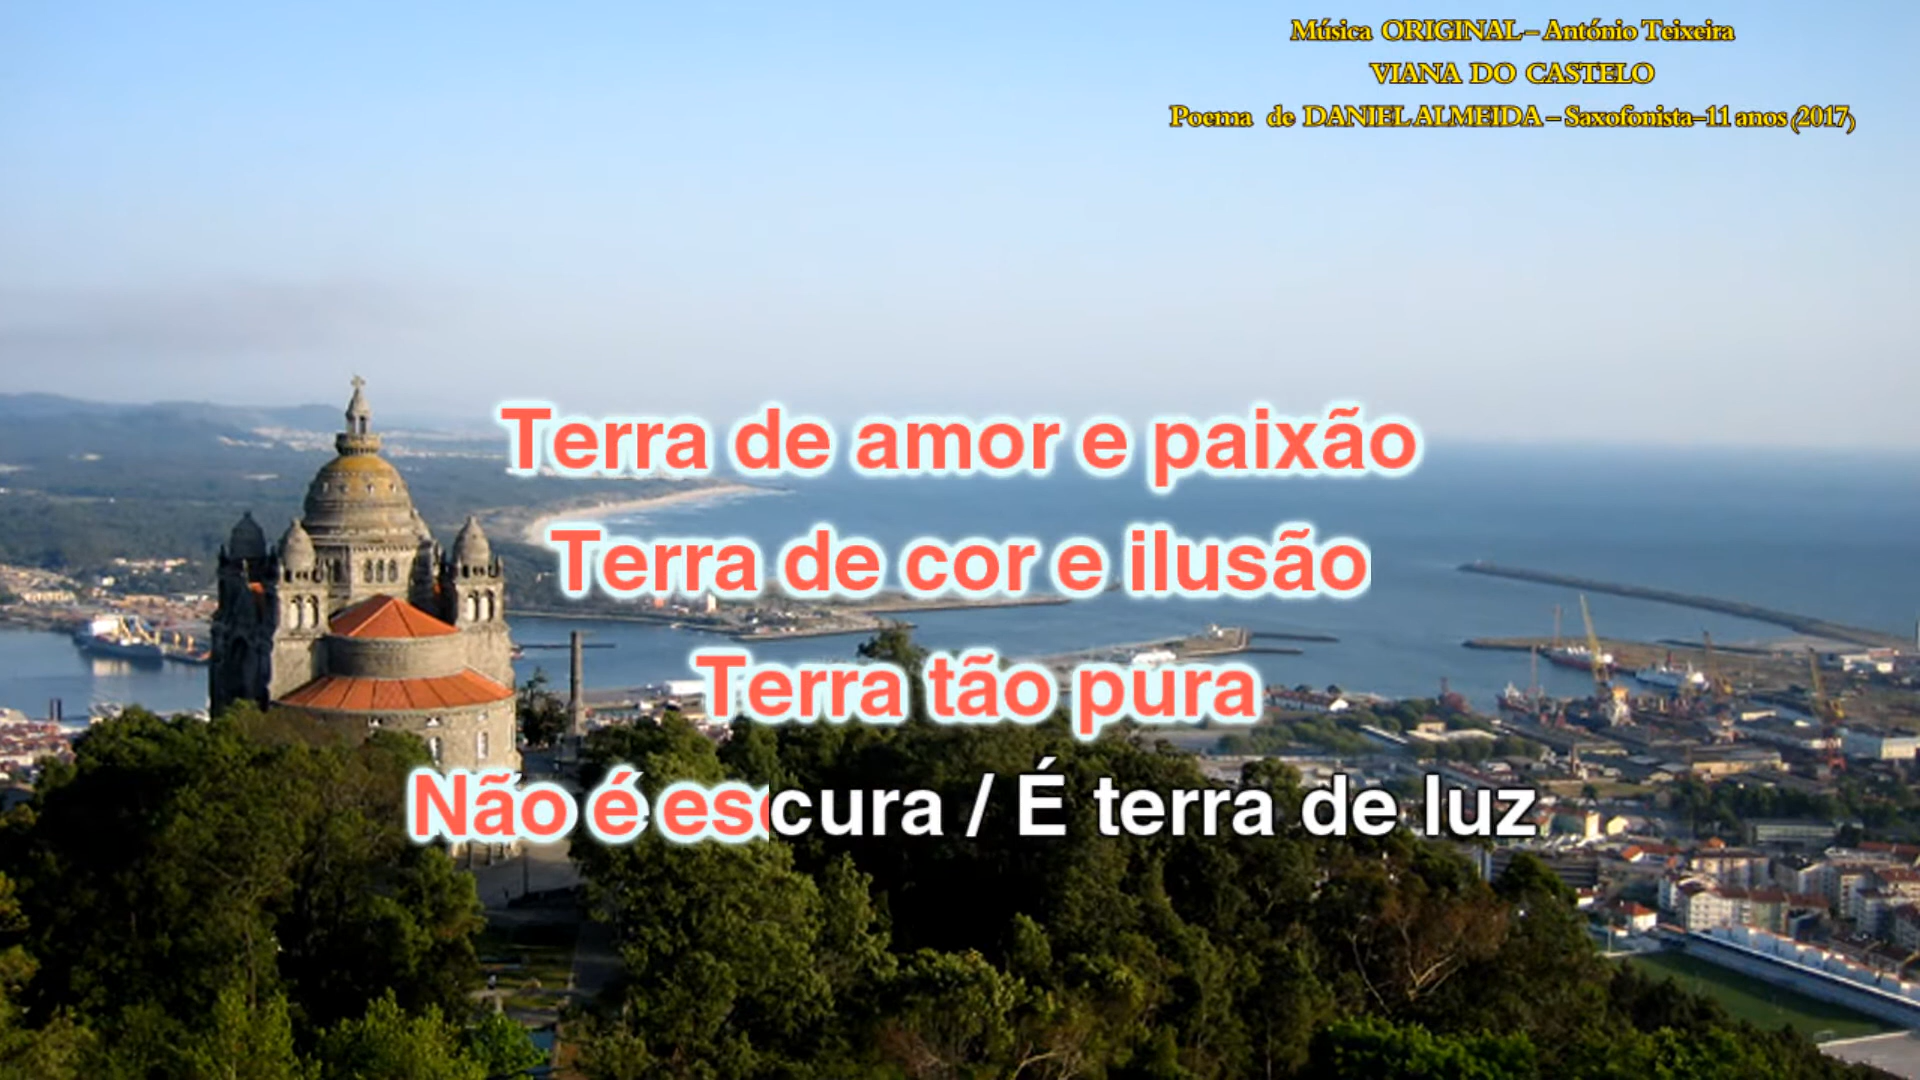 Música ORIGINAL – António Teixeira
VIANA DO CASTELO
Poema de DANIEL ALMEIDA – Saxofonista–11 anos (2017)
Terra de amor e paixão
Terra de cor e ilusão
Terra tão pura
Não é escura / É terra de luz